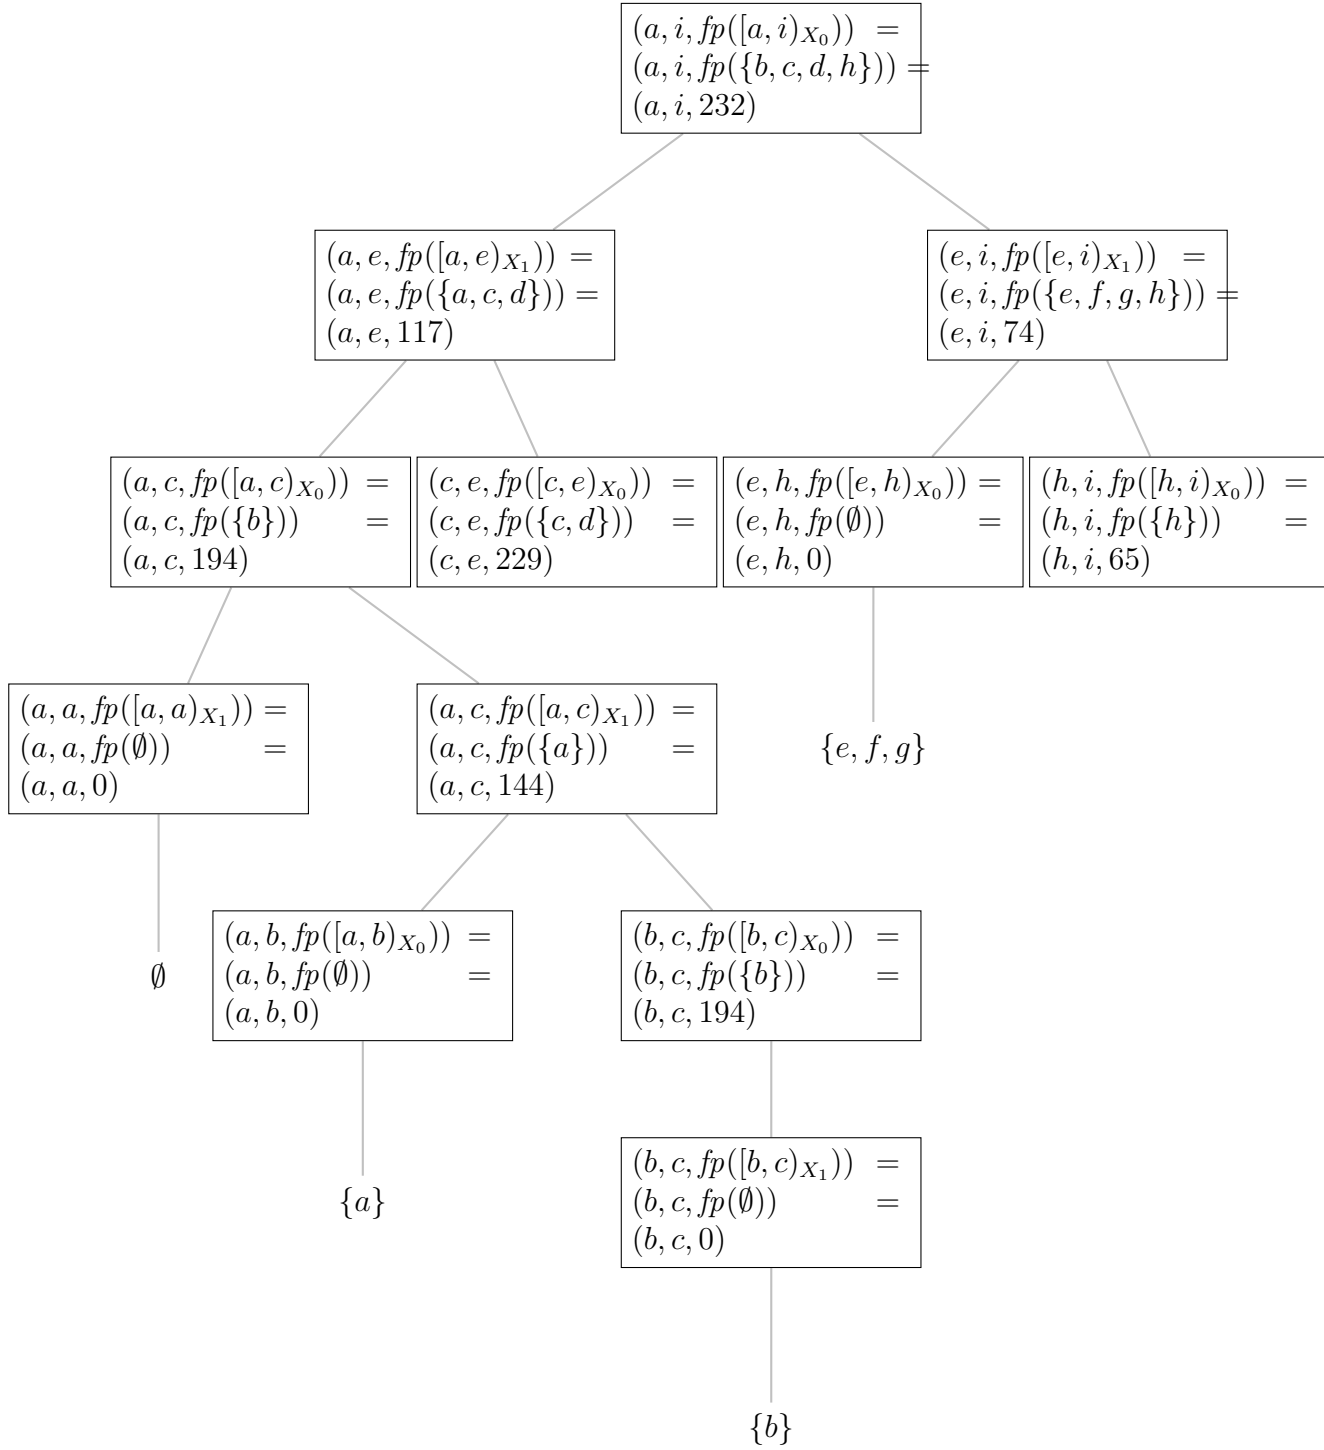 (a, i, fp([a, i)_{X_0})) =
(a, i, fp({b, c, d, h})) =
(a, i, 232)
(a, e, fp([a, e)_{X_1})) =
(a, e, fp({a, c, d})) =
(a, e, 117)
(e, i, fp([e, i)_{X_1})) =
(e, i, fp({e, f, g, h})) =
(e, i, 74)
(a, c, fp([a, c)_{X_0})) =
(a, c, fp({b})) =
(a, c, 194)
(c, e, fp([c, e)_{X_0})) =
(c, e, fp({c, d})) =
(c, e, 229)
(e, h, fp([e, h)_{X_0})) =
(e, h, fp(∅)) =
(e, h, 0)
(h, i, fp([h, i)_{X_0})) =
(h, i, fp({h})) =
(h, i, 65)
(a, a, fp([a, a)_{X_1})) =
(a, a, fp(∅)) =
(a, a, 0)
(a, c, fp([a, c)_{X_1})) =
(a, c, fp({a})) =
(a, c, 144)
{e, f, g}
(a, b, fp([a, b)_{X_0})) =
(a, b, fp(∅)) =
(a, b, 0)
(b, c, fp([b, c)_{X_0})) =
(b, c, fp({b})) =
(b, c, 194)
∅
{a}
(b, c, fp([b, c)_{X_1})) =
(b, c, fp(∅)) =
(b, c, 0)
{b}